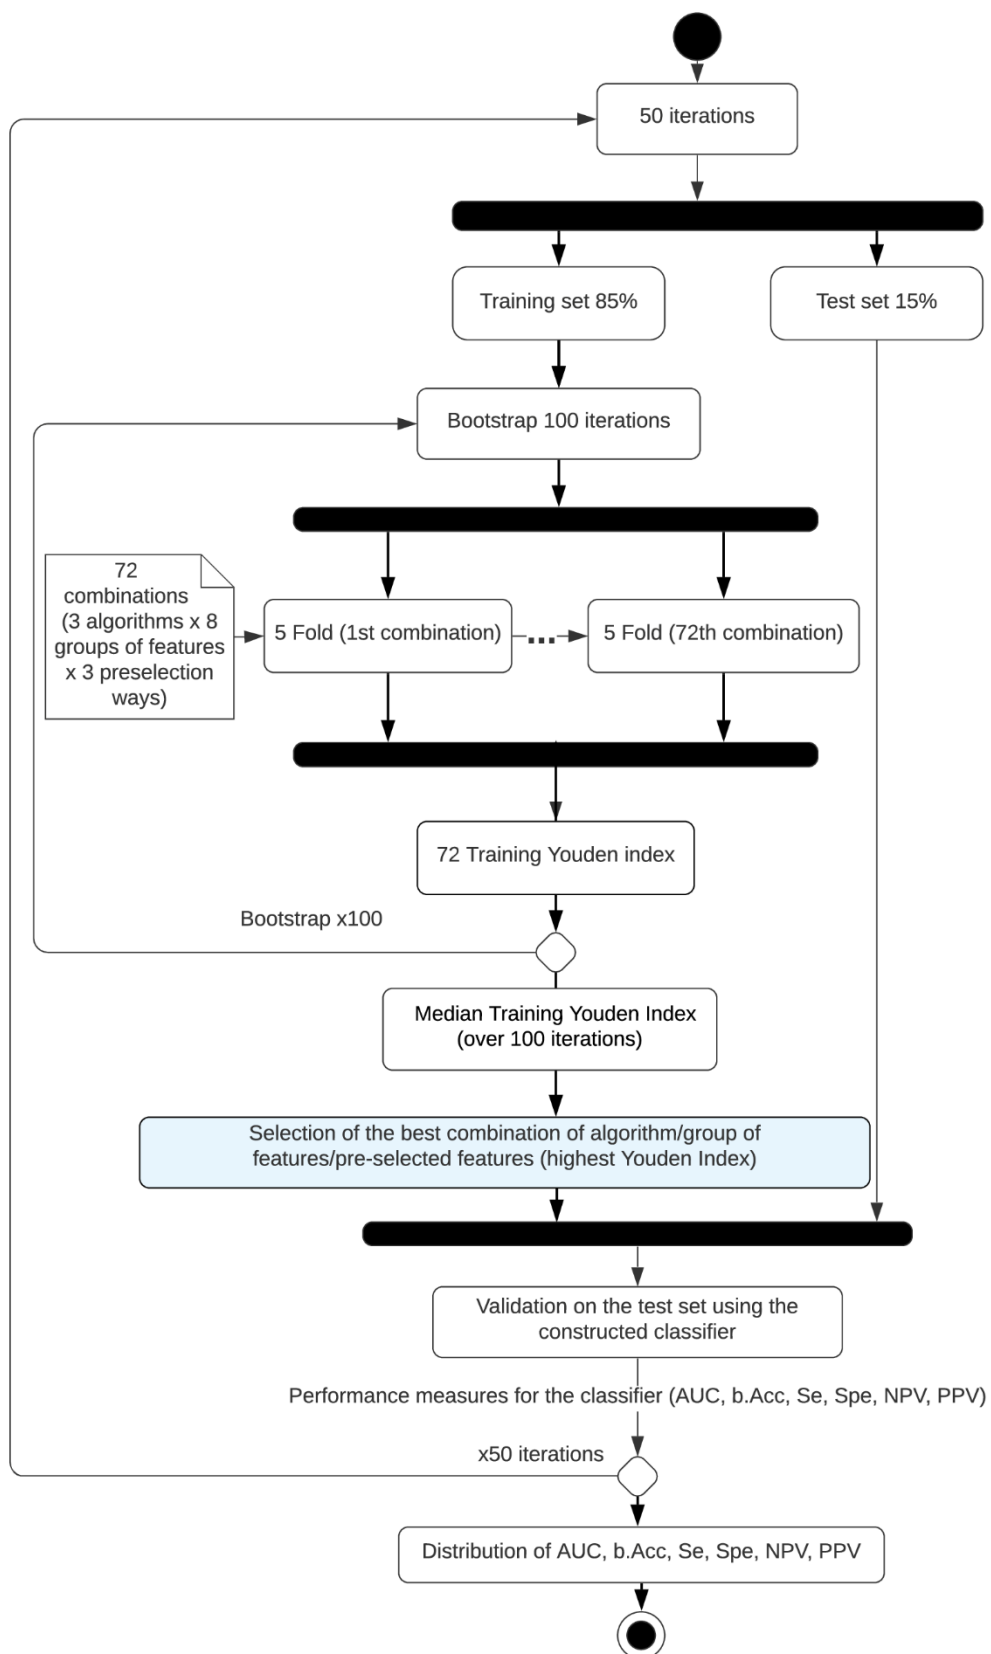 50 iterations
Training set 85%
Test set 15%
Bootstrap 100 iterations
72
combinations
(3 algorithms x 8
groups of features
x 3 preselection
ways)
5 Fold (1st combination)
...
5 Fold (72th combination)
72 Training Youden index
Bootstrap x100
Median Training Youden Index
(over 100 iterations)
Selection of the best combination of algorithm/group of
features/pre-selected features (highest Youden Index)
Validation on the test set using the
constructed classifier
Performance measures for the classifier (AUC, b.Acc, Se, Spe, NPV, PPV)
x50 iterations
Distribution of AUC, b.Acc, Se, Spe, NPV, PPV